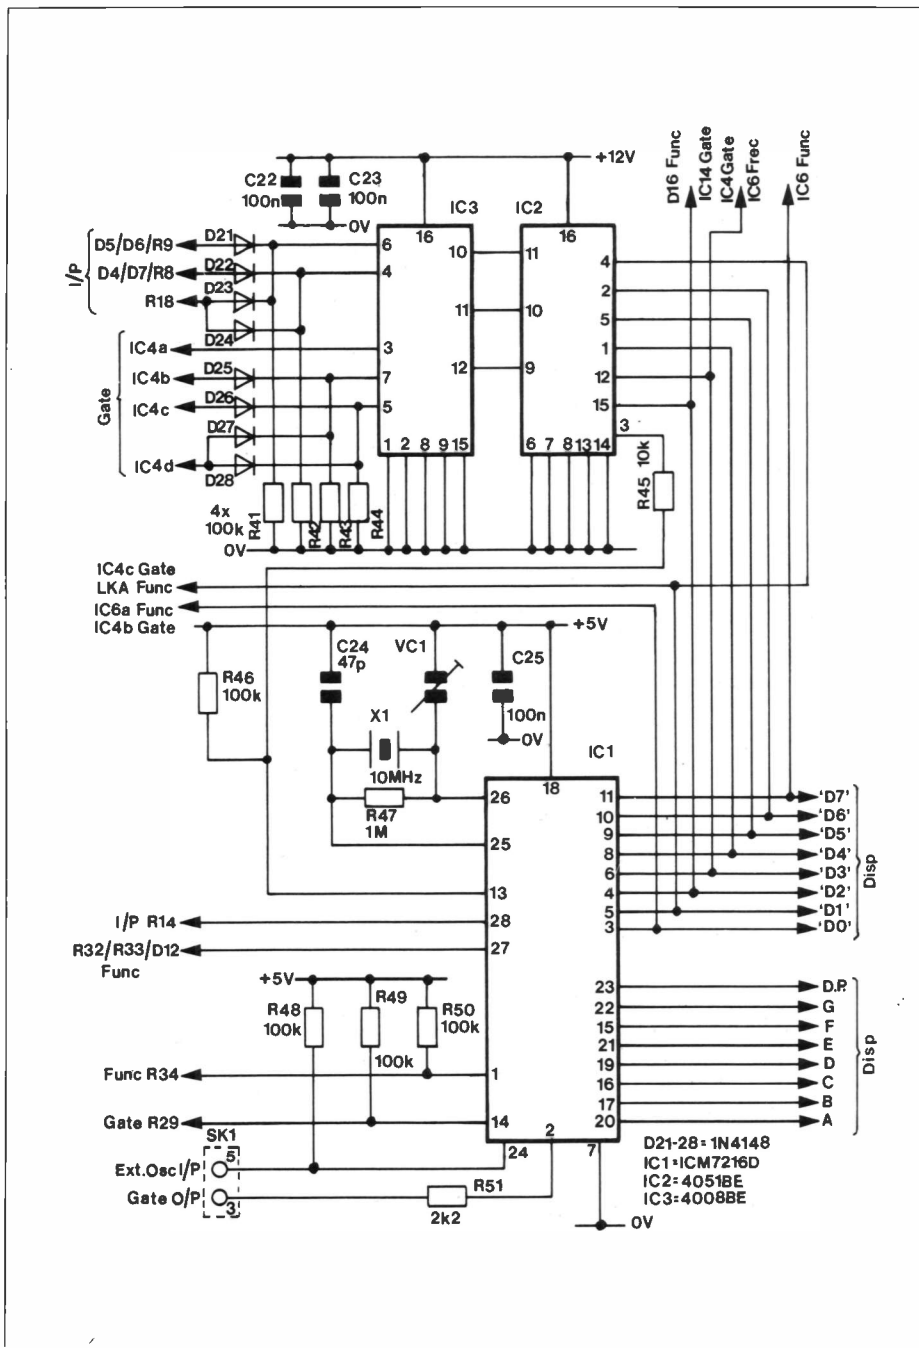 D16 Func
IC14 Gate
IC4 Gate
IC6 Frec
IC6 Func
+12V
C22
100n
C23
100n
0V
IC3
IC2
16
16
I/P
D5/D6/R9
D21
6
10
11
4
D4/D7/R8
D22
4
2
R18
D23
11
10
5
D24
IC4a
3
1
Gate
IC4b
D25
7
12
9
12
IC4c
D26
5
15
D27
3
IC4d
D28
1 2 8 9 15
6 7 8 13 14
R45 10k
4x
100k
R41
R42
R43
R44
0V
IC4c Gate
LKA Func
IC6a Func
IC4b Gate
+5V
R46
100k
C24
47p
VC1
C25
100n
0V
X1
10MHz
IC1
18
R47
1M
26
11
'D7'
10
'D6'
25
9
'D5'
8
'D4'
6
'D3'
13
4
'D2'
5
'D1'
3
'D0'
Disp
I/P R14
28
R32/R33/D12
Func
27
+5V
R48
100k
R49
100k
R50
100k
23
D.P.
22
G
15
F
21
E
19
D
16
C
17
B
20
A
Disp
Func R34
1
Gate R29
14
2
24
7
SK1
Ext.Osc I/P
5
Gate O/P
3
R51
2k2
0V
D21-28=1N4148
IC1=ICM7216D
IC2=4051BE
IC3=4008BE